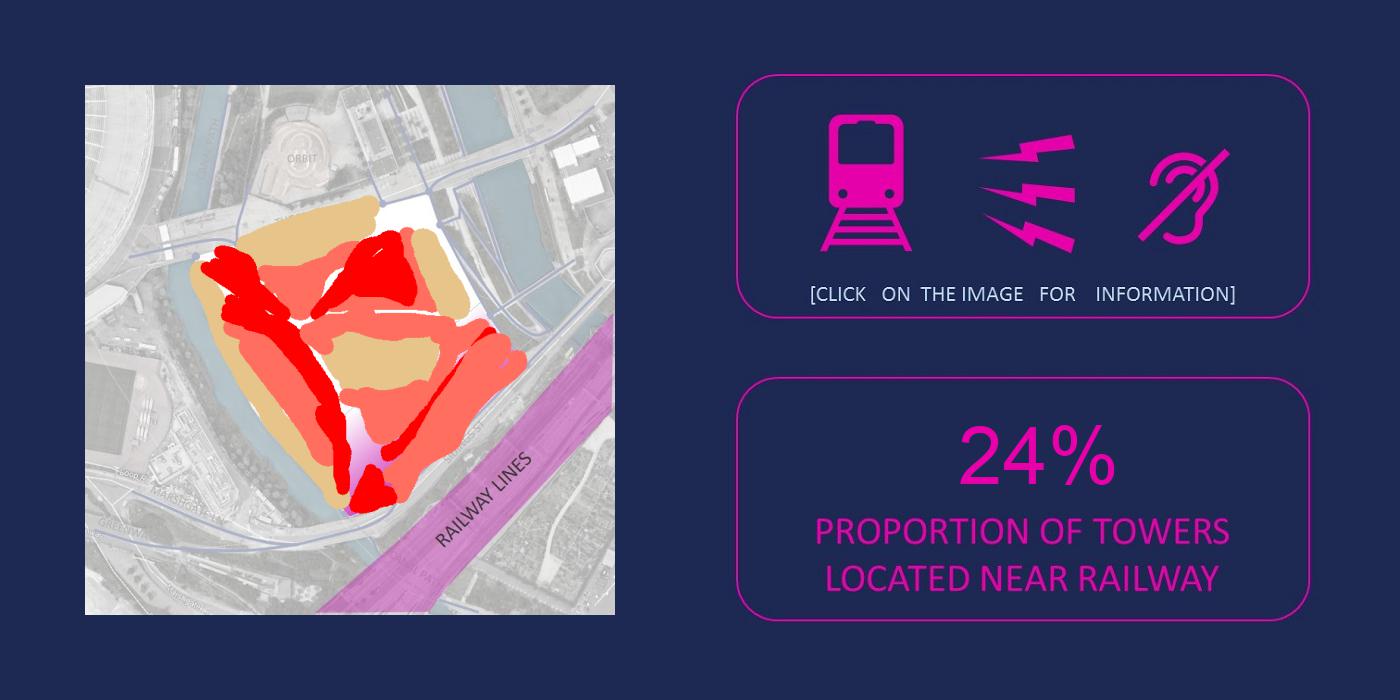 ORBIT
RAILWAY LINES
[CLICK ON THE IMAGE FOR INFORMATION]
24%
PROPORTION OF TOWERS
LOCATED NEAR RAILWAY